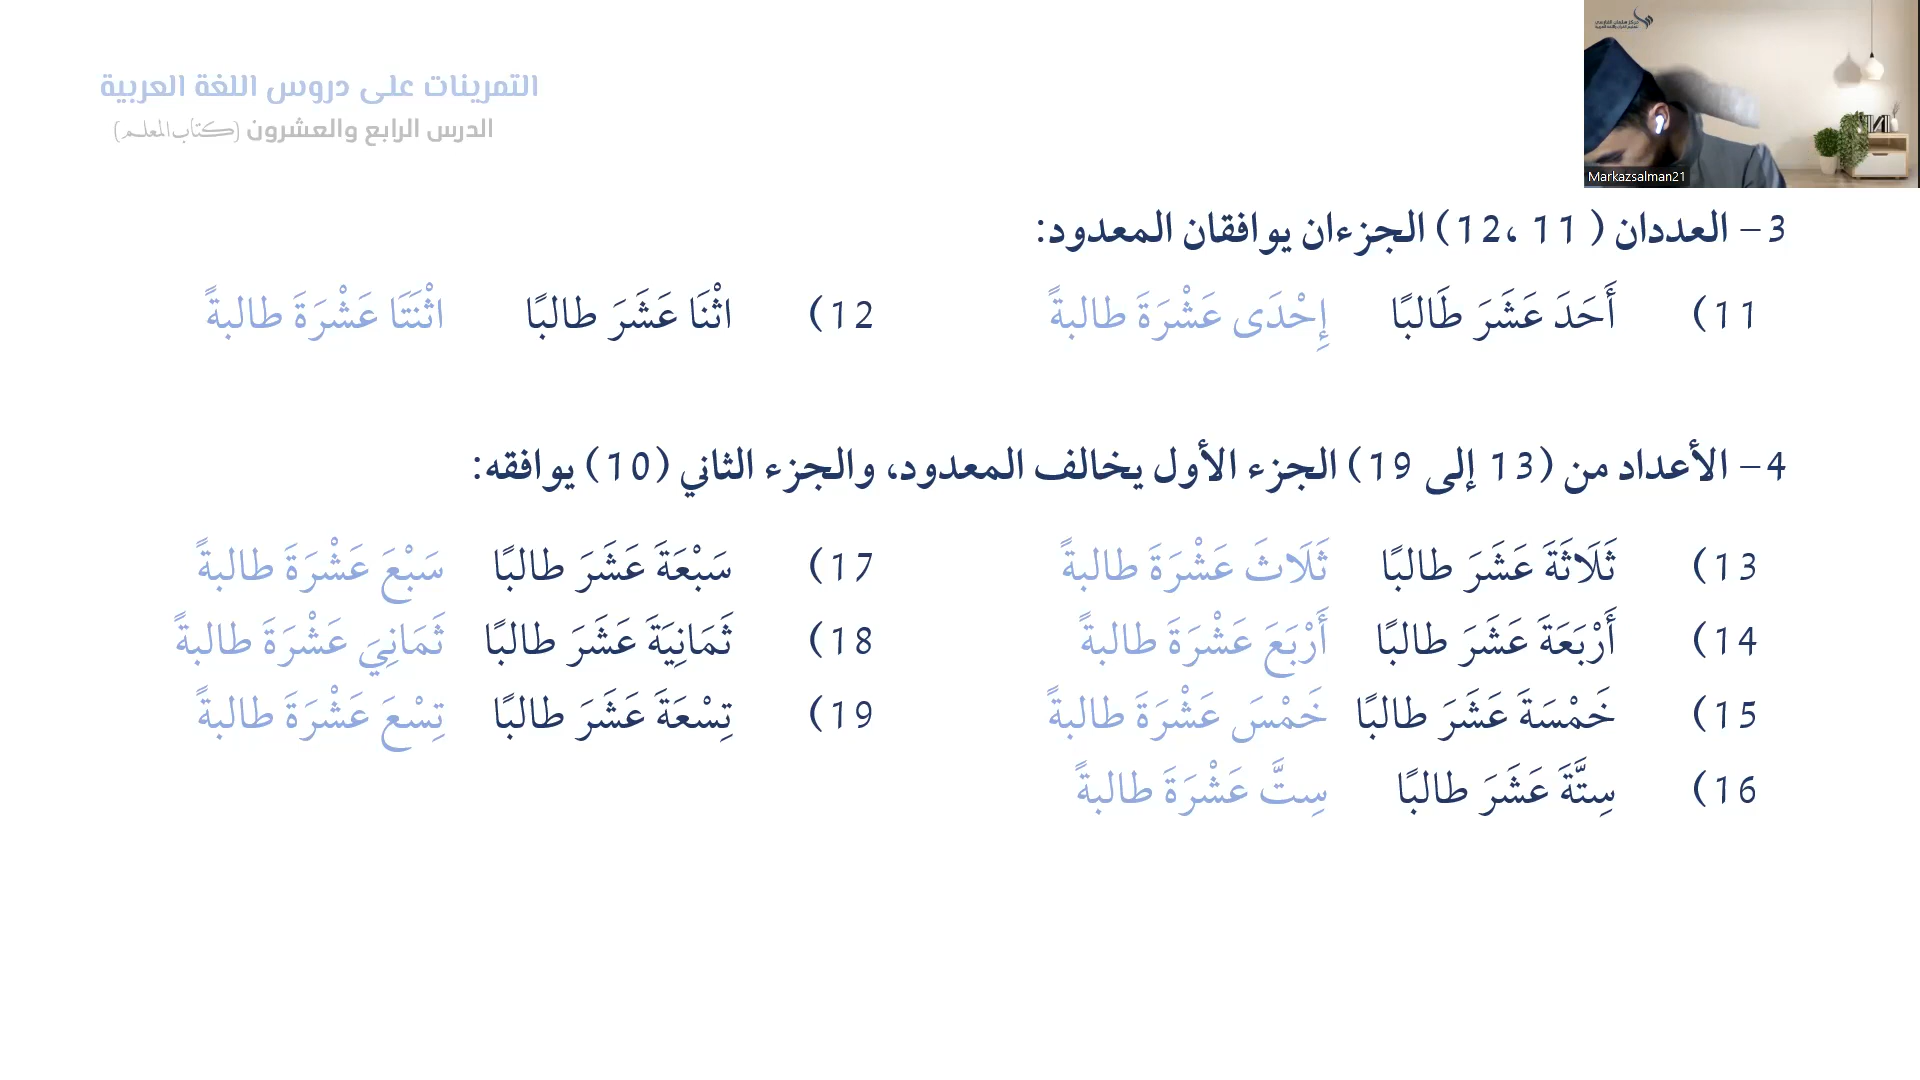 التمرينات على دروس اللغة العربية
الدرس الرابع والعشرون (كتاب المعلم)
Markazsalman21
3- العددان ( 11 ،12) الجزءان يوافقان المعدود:
11) أَحَدَ عَشَرَ طَالبًا إِحْدَى عَشْرَةَ طالبةً
12) اثْنَا عَشَرَ طالبًا اثْنَتَا عَشْرَةَ طالبةً
4- الأعداد من (13 إلى 19) الجزء الأول يخالف المعدود، والجزء الثاني (10) يوافقه:
13) ثَلَاثَةَ عَشَرَ طالبًا ثَلَاثَ عَشْرَةَ طالبةً
14) أَرْبَعَةَ عَشَرَ طالبًا أَرْبَعَ عَشْرَةَ طالبةً
15) خَمْسَةَ عَشَرَ طالبًا خَمْسَ عَشْرَةَ طالبةً
16) سِتَّةَ عَشَرَ طالبًا سِتَّ عَشْرَةَ طالبةً
17) سَبْعَةَ عَشَرَ طالبًا سَبْعَ عَشْرَةَ طالبةً
18) ثَمَانِيَةَ عَشَرَ طالبًا ثَمَانِيَ عَشْرَةَ طالبةً
19) تِسْعَةَ عَشَرَ طالبًا تِسْعَ عَشْرَةَ طالبةً